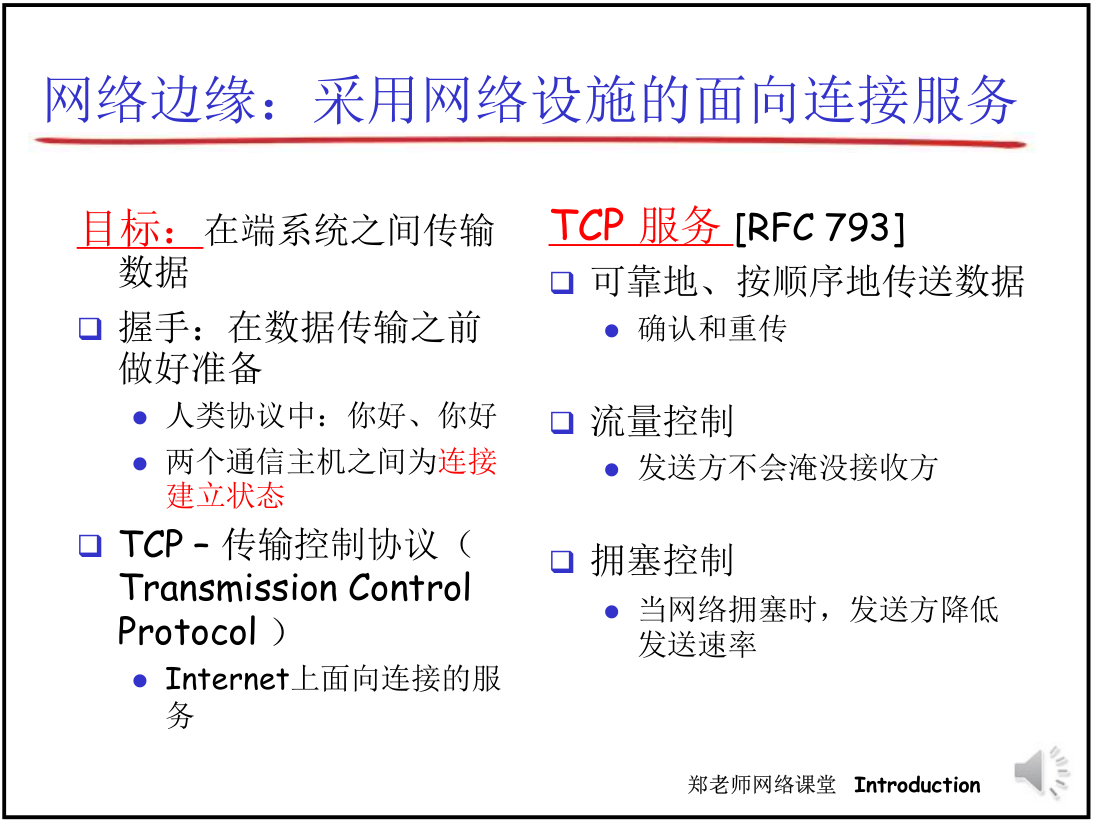 网络边缘：采用网络设施的面向连接服务
目标：在端系统之间传输
数据
握手：在数据传输之前
做好准备
人类协议中：你好、你好
两个通信主机之间为连接
建立状态
TCP – 传输控制协议（
Transmission Control
Protocol ）
Internet上面向连接的服
务
TCP 服务 [RFC 793]
可靠地、按顺序地传送数据
确认和重传
流量控制
发送方不会淹没接收方
拥塞控制
当网络拥塞时，发送方降低
发送速率
郑老师网络课堂 Introduction